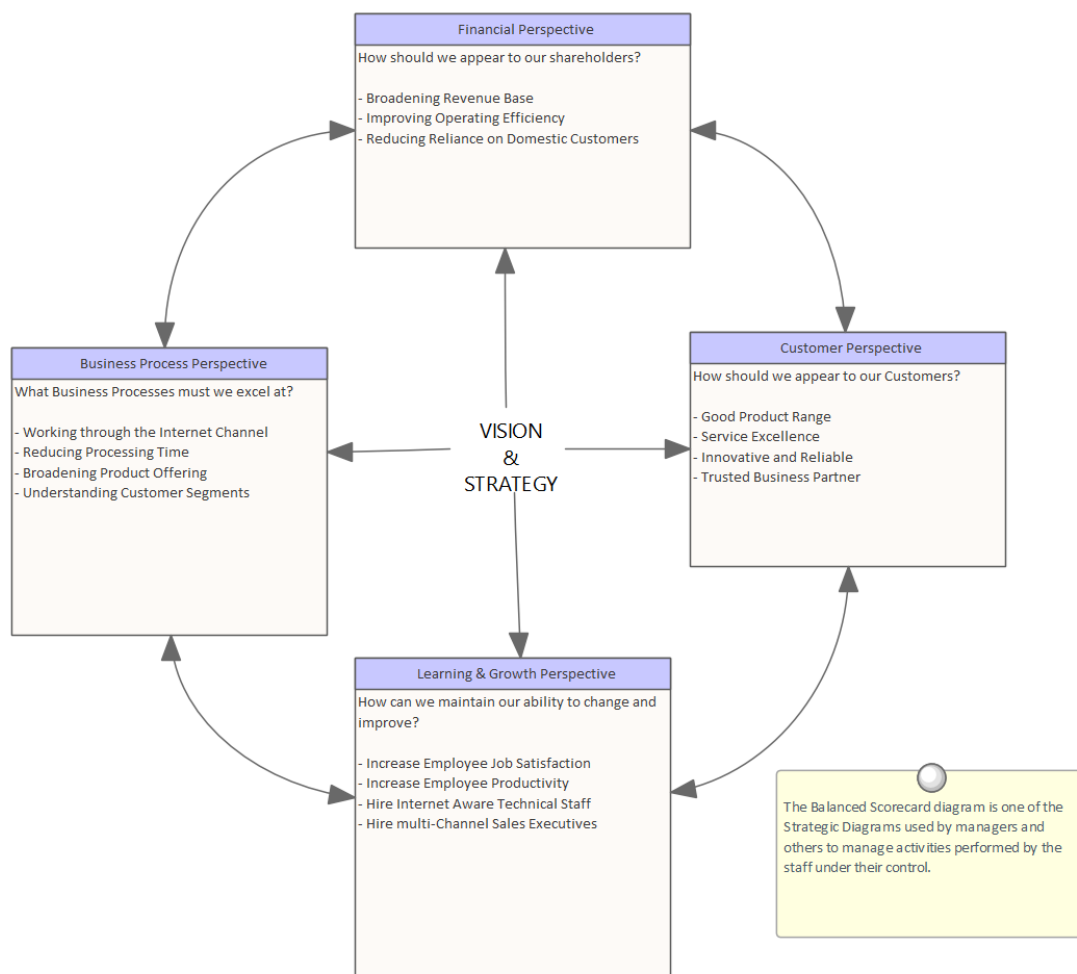 Financial Perspective
How should we appear to our shareholders?
- Broadening Revenue Base
- Improving Operating Efficiency
- Reducing Reliance on Domestic Customers
Business Process Perspective
What Business Processes must we excel at?
- Working through the Internet Channel
- Reducing Processing Time
- Broadening Product Offering
- Understanding Customer Segments
VISION
&
STRATEGY
Customer Perspective
How should we appear to our Customers?
- Good Product Range
- Service Excellence
- Innovative and Reliable
- Trusted Business Partner
Learning & Growth Perspective
How can we maintain our ability to change and
improve?
- Increase Employee Job Satisfaction
- Increase Employee Productivity
- Hire Internet Aware Technical Staff
- Hire multi-Channel Sales Executives
The Balanced Scorecard diagram is one of the
Strategic Diagrams used by managers and
others to manage activities performed by the
staff under their control.